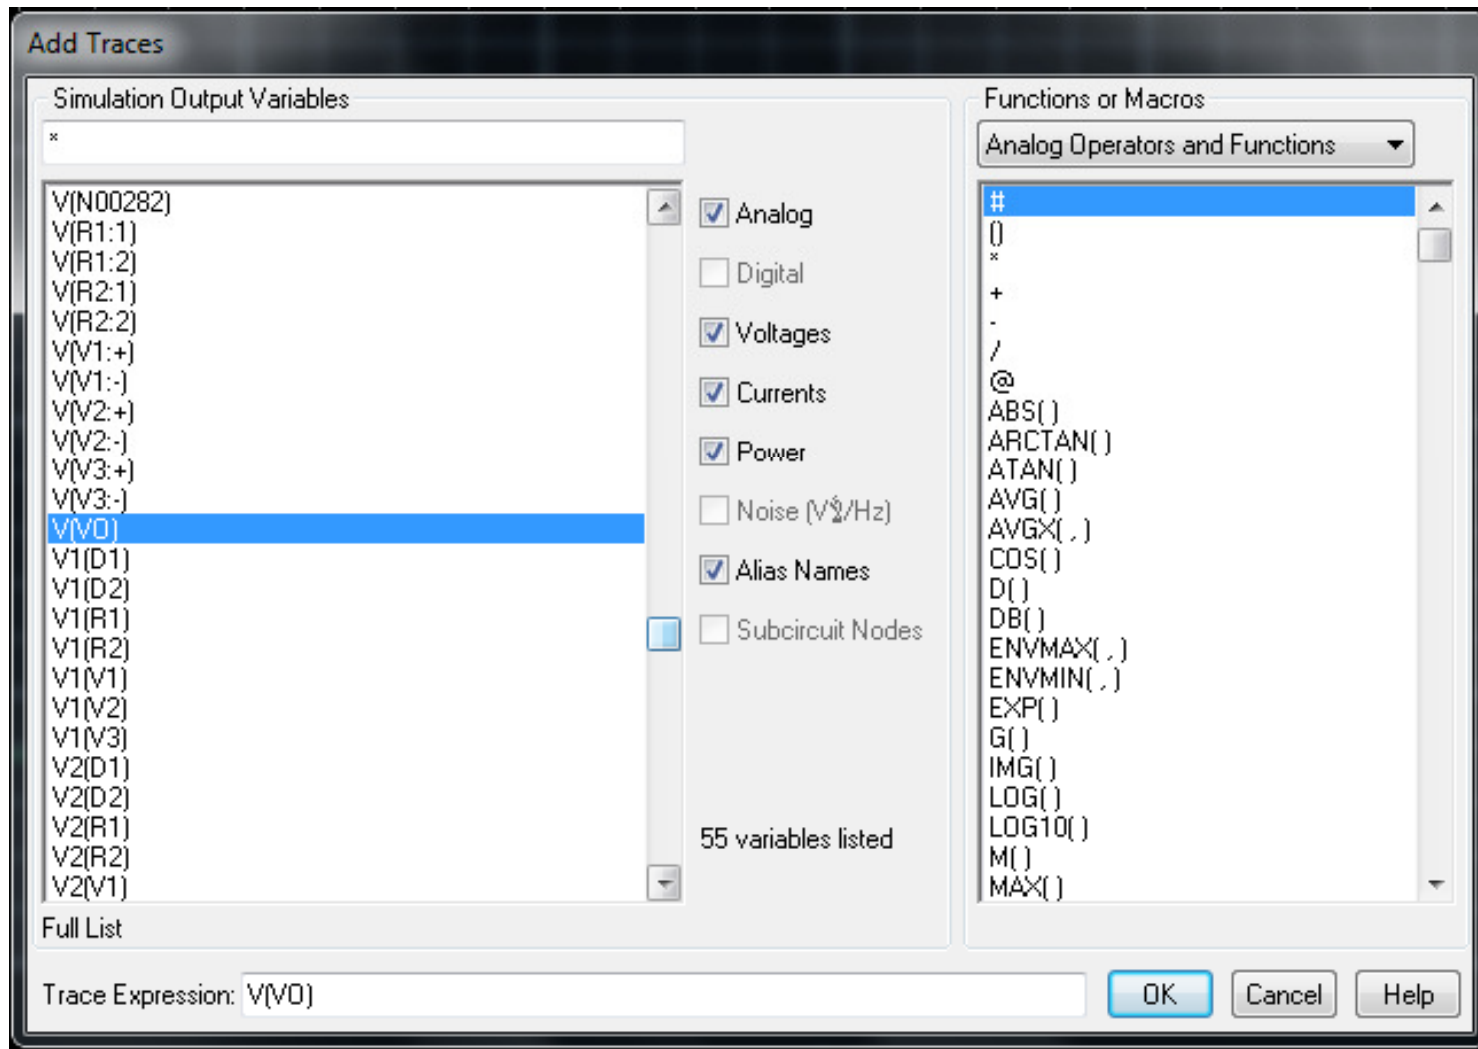 Add Traces
Simulation Output Variables
*
V(N00282)
V(R1:1)
V(R1:2)
V(R2:1)
V(R2:2)
V(V1:+)
V(V1:-)
V(V2:+)
V(V2:-)
V(V3:+)
V(V3:-)
V(VO)
V1(D1)
V1(D2)
V1(R1)
V1(R2)
V1(V1)
V1(V2)
V1(V3)
V2(D1)
V2(D2)
V2(R1)
V2(R2)
V2(V1)
Full List
Analog
Digital
Voltages
Currents
Power
Noise (V²/Hz)
Alias Names
Subcircuit Nodes
55 variables listed
Functions or Macros
Analog Operators and Functions
#
()
*
+
-
/
@
ABS( )
ARCTAN( )
ATAN( )
AVG( )
AVGX( , )
COS( )
D( )
DB( )
ENVMAX( , )
ENVMIN( , )
EXP( )
G( )
IMG( )
LOG( )
LOG10( )
M( )
MAX( )
Trace Expression: V(VO)
OK
Cancel
Help